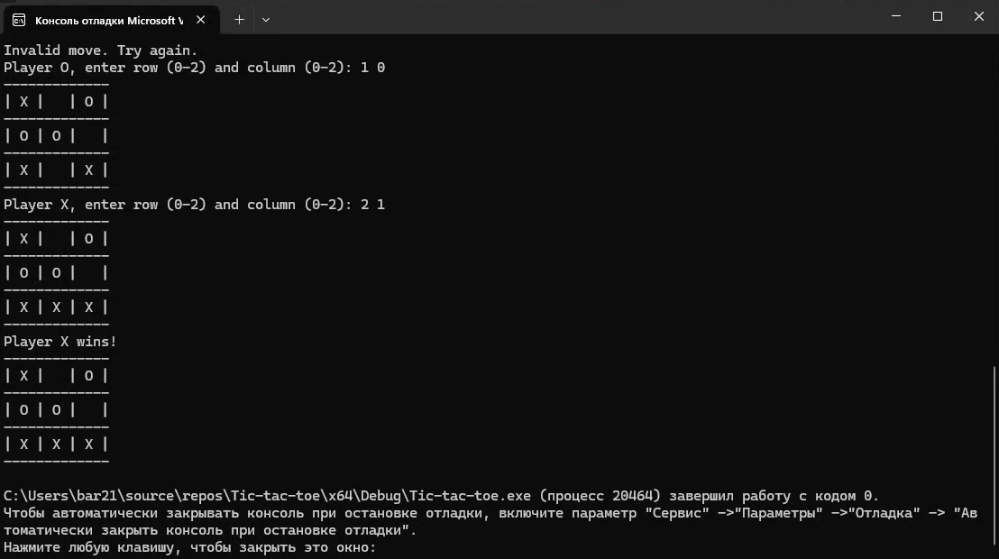 Консоль отладки Microsoft V
Invalid move. Try again.
Player O, enter row (0-2) and column (0-2): 1 0
-------------
| X |   | O |
-------------
| O | O |   |
-------------
| X |   | X |
-------------
Player X, enter row (0-2) and column (0-2): 2 1
-------------
| X |   | O |
-------------
| O | O |   |
-------------
| X | X | X |
-------------
Player X wins!
-------------
| X |   | O |
-------------
| O | O |   |
-------------
| X | X | X |
-------------
C:\Users\bar21\source\repos\Tic-tac-toe\x64\Debug\Tic-tac-toe.exe (процесс 20464) завершил работу с кодом 0.
Чтобы автоматически закрывать консоль при остановке отладки, включите параметр "Сервис" ->"Параметры" ->"Отладка" -> "Ав
томатически закрыть консоль при остановке отладки".
Нажмите любую клавишу, чтобы закрыть это окно: